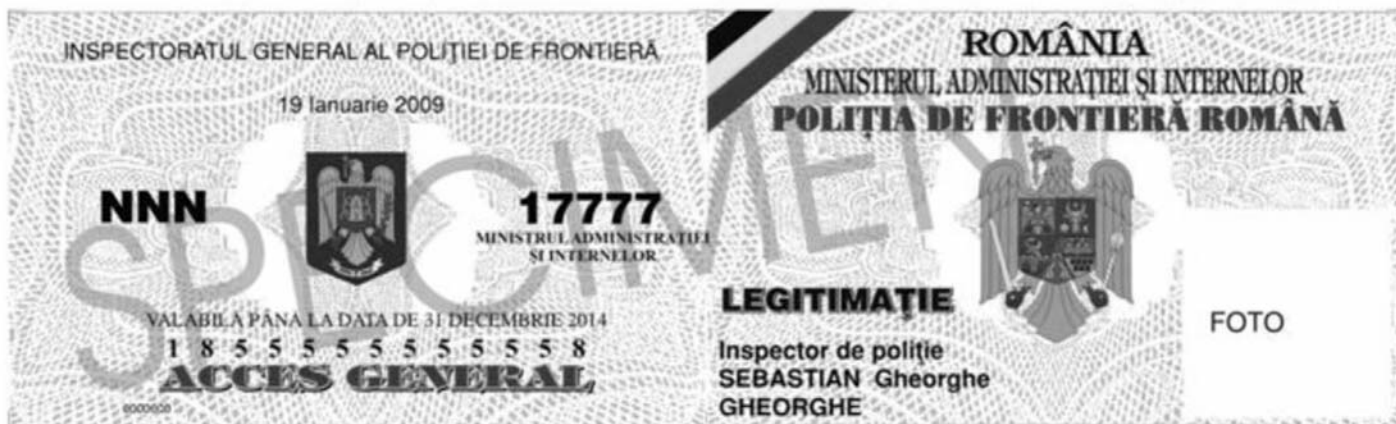 INSPECTORATUL GENERAL AL POLIȚIEI DE FRONTIERĂ
19 Ianuarie 2009
NNN
17777
MINISTRUL ADMINISTRAȚIEI
ȘI INTERNELOR
VALABILĂ PÂNĂ LA DATA DE 31 DECEMBRIE 2014
1 8 5 5 5 5 5 5 5 5 5 5 8
ACCES GENERAL
0000000
SPECIMEN
ROMÂNIA
MINISTERUL ADMINISTRAȚIEI ȘI INTERNELOR
POLIȚIA DE FRONTIERĂ ROMÂNĂ
LEGITIMAȚIE
Inspector de poliție
SEBASTIAN Gheorghe
GHEORGHE
FOTO